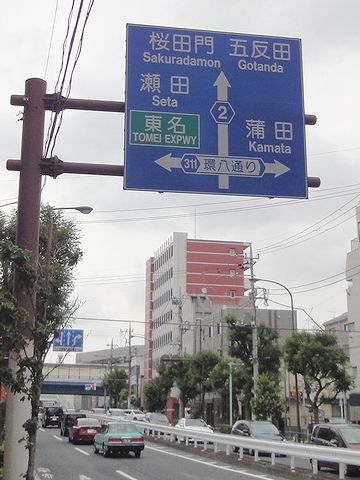 桜田門 五反田
Sakuradamon Gotanda
2
瀬田
Seta
東名
TOMEI EXPWY
蒲田
Kamata
311 環八通り